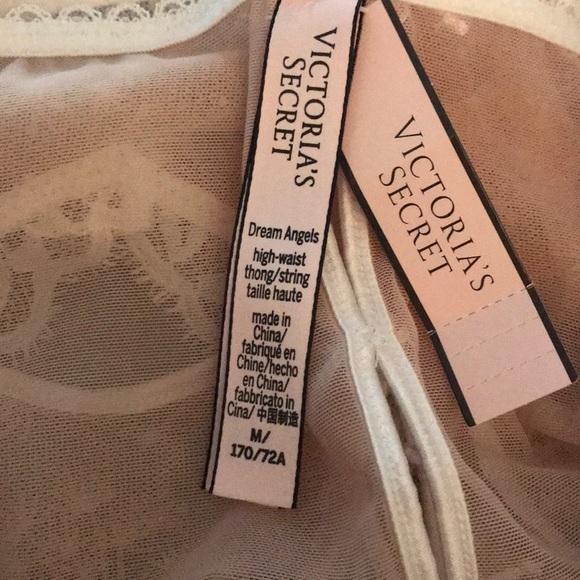 VICTORIA'S
SECRET
Dream Angels
high-waist
thong/string
taille haute
made in
China/
fabriqué en
Chine/hecho
en China/
fabbricato in
Cina/ 中国制造
M/
170/72A
VICTORIA'S
SECRET